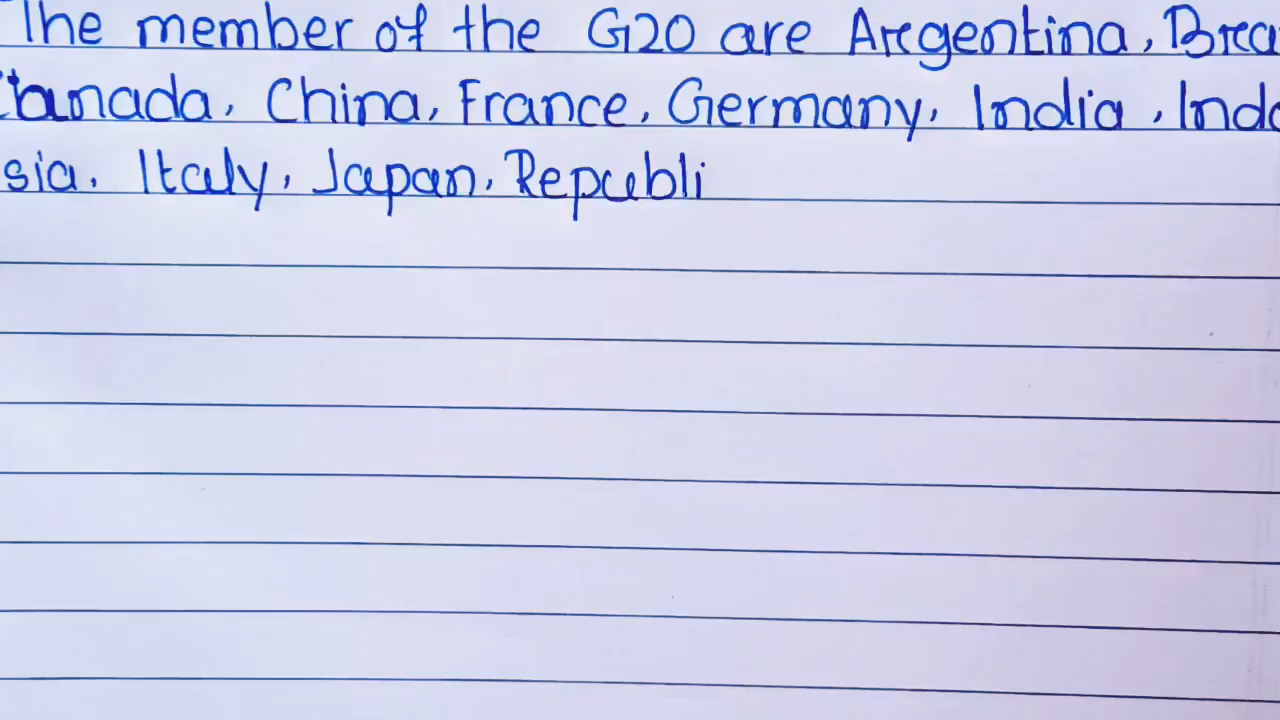 The member of the G20 are Argentina, Bra
Canada, China, France, Germany, India, Indo
sia, Italy, Japan, Republi